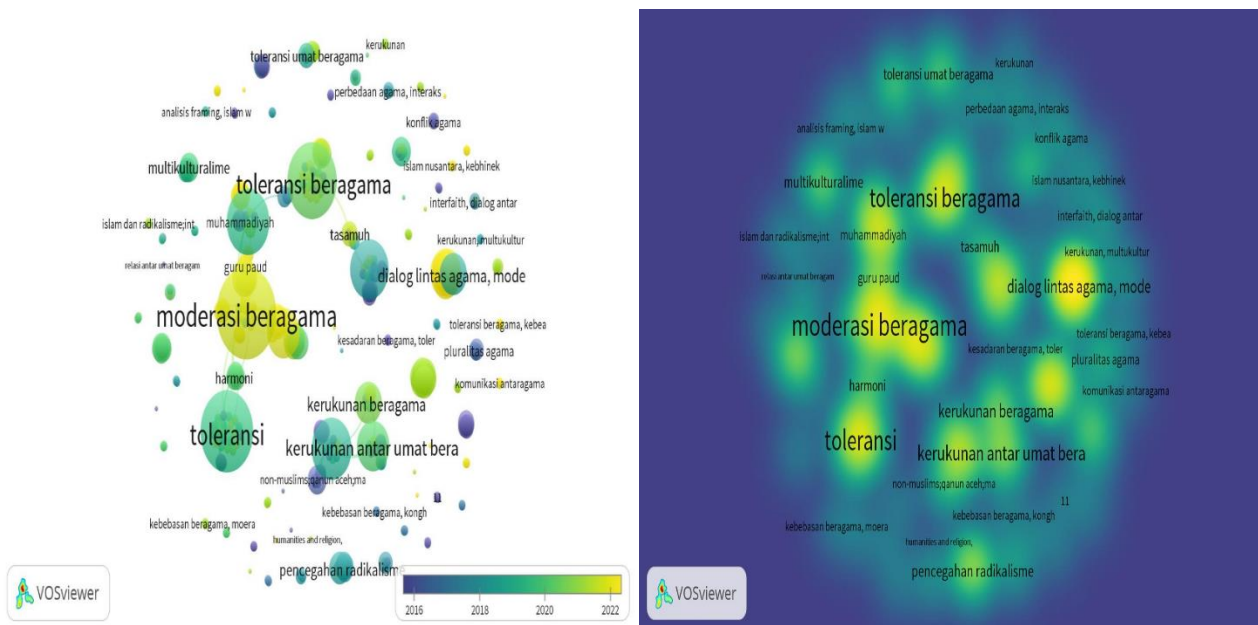 kerukunan
toleransi umat beragama
perbedaan agama, interaks
analisis framing, islam w
konflik agama
multikulturalime
islam nusantara, kebhinek
toleransi beragama
interfaith, dialog antar
islam dan radikalisme;int
muhammadiyah
tasamuh
kerukunan, multukultur
relasi antar umat beragam
guru paud
dialog lintas agama, mode
moderasi beragama
toleransi beragama, kebea
kesadaran beragama, toler
pluralitas agama
harmoni
komunikasi antaragama
kerukunan beragama
toleransi
kerukunan antar umat bera
non-muslims;qanun aceh;ma
11
kebebasan beragama, kongh
kebebasan beragama, moera
humanities and religion,
pencegahan radikalisme
VOSviewer
2016 2018 2020 2022
kerukunan
toleransi umat beragama
perbedaan agama, interaks
analisis framing, islam w
konflik agama
multikulturalime
islam nusantara, kebhinek
toleransi beragama
interfaith, dialog antar
islam dan radikalisme;int
muhammadiyah
tasamuh
kerukunan, multukultur
relasi antar umat beragam
guru paud
dialog lintas agama, mode
moderasi beragama
toleransi beragama, kebea
kesadaran beragama, toler
pluralitas agama
harmoni
komunikasi antaragama
kerukunan beragama
toleransi
kerukunan antar umat bera
non-muslims;qanun aceh;ma
11
kebebasan beragama, kongh
kebebasan beragama, moera
humanities and religion,
pencegahan radikalisme
VOSviewer